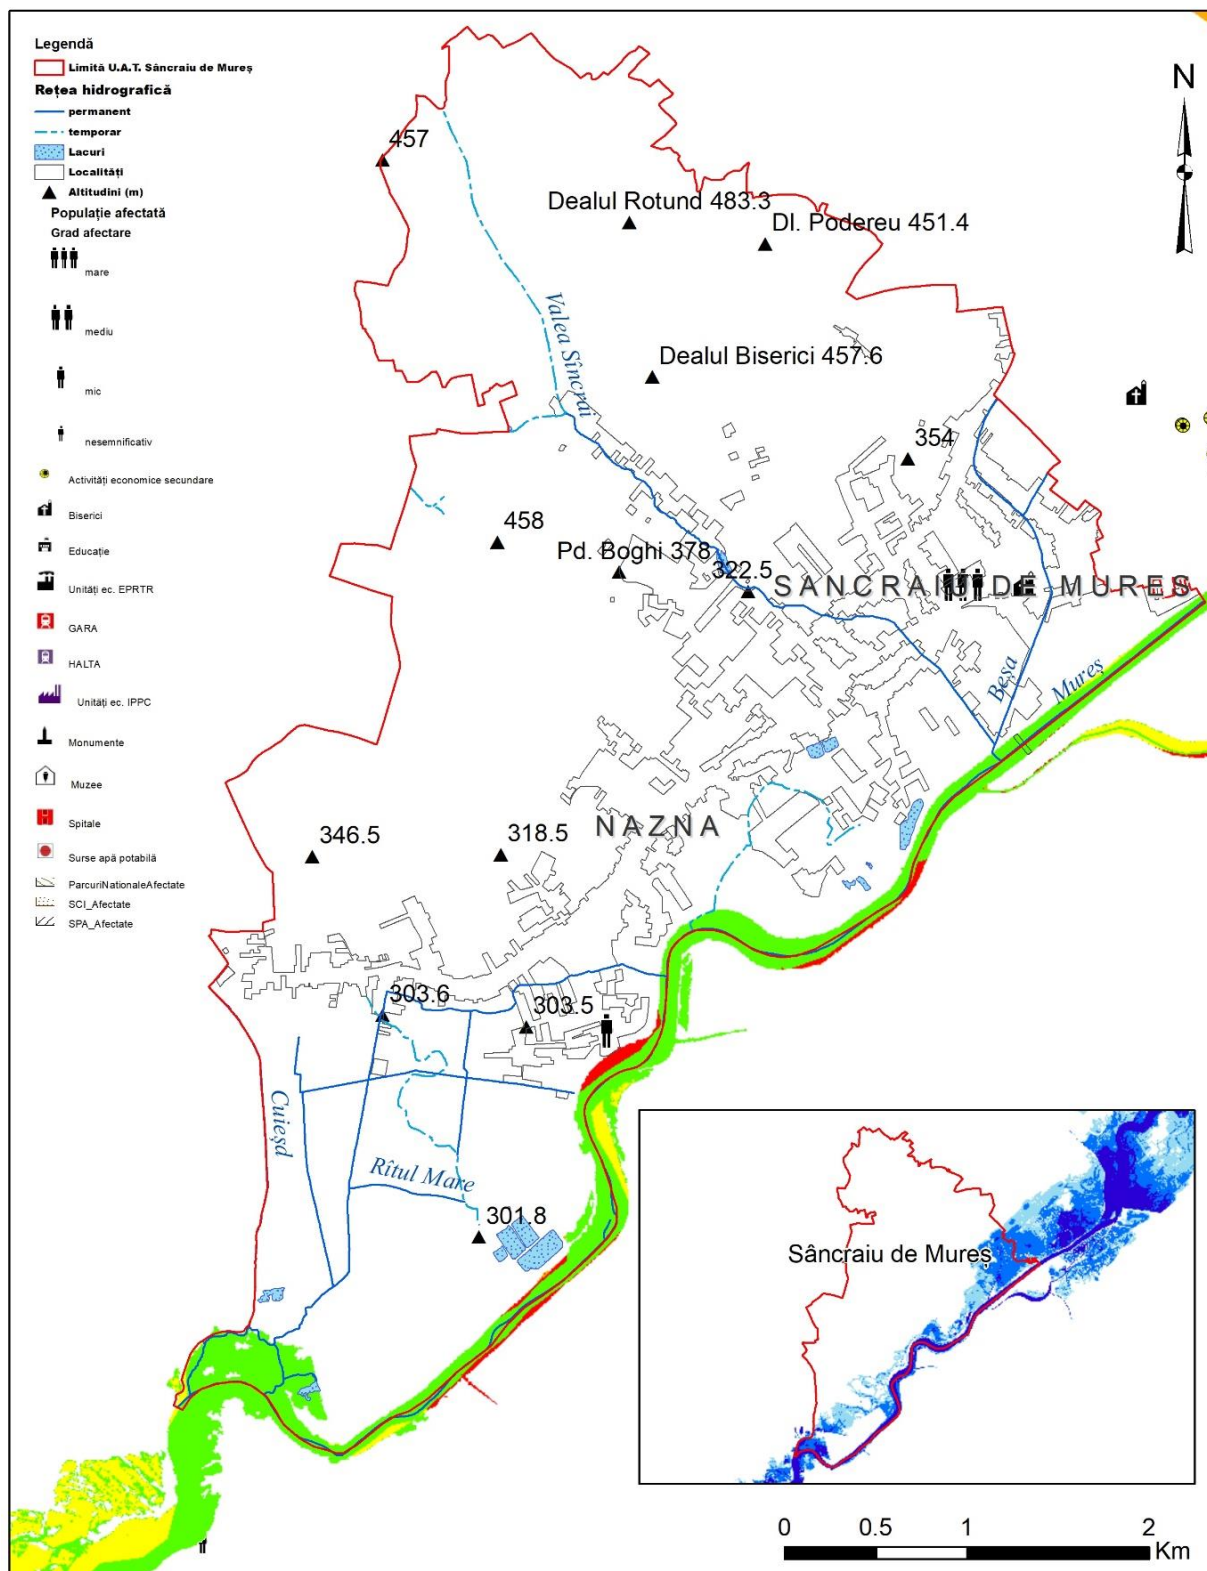 Legendă
Limită U.A.T. Sâncraiu de Mureș
Rețea hidrografică
permanent
temporar
Lacuri
Localități
Altitudini (m)
Populație afectată
Grad afectare
mare
mediu
mic
nesemnificativ
Activități economice secundare
Biserici
Educație
Unități ec. EPRTR
GARA
HALTA
Unități ec. IPPC
Monumente
Muzee
Spitale
Surse apă potabilă
ParcuriNationaleAfectate
SCI_Afectate
SPA_Afectate
N
457
Dealul Rotund 483.3
Dl. Podereu 451.4
Valea Sîncrai
Dealul Biserici 457.6
354
458
Pd. Boghi 378
322.5
SANCRAIU DE MURES
Beșa
Mureș
NAZNA
346.5
318.5
303.6
303.5
Cuieșd
Rîtul Mare
301.8
Sâncraiu de Mureș
0 0.5 1 2
Km